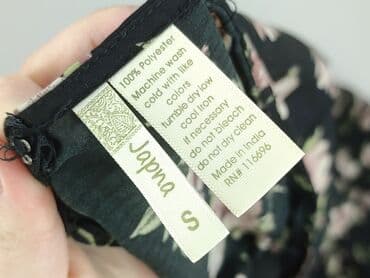 Japna
S
100% Polyester
Machine wash
cold with like
colors
tumble dry low
cool iron
if necessary
do not bleach
do not dry clean
Made in India
RN# 116696